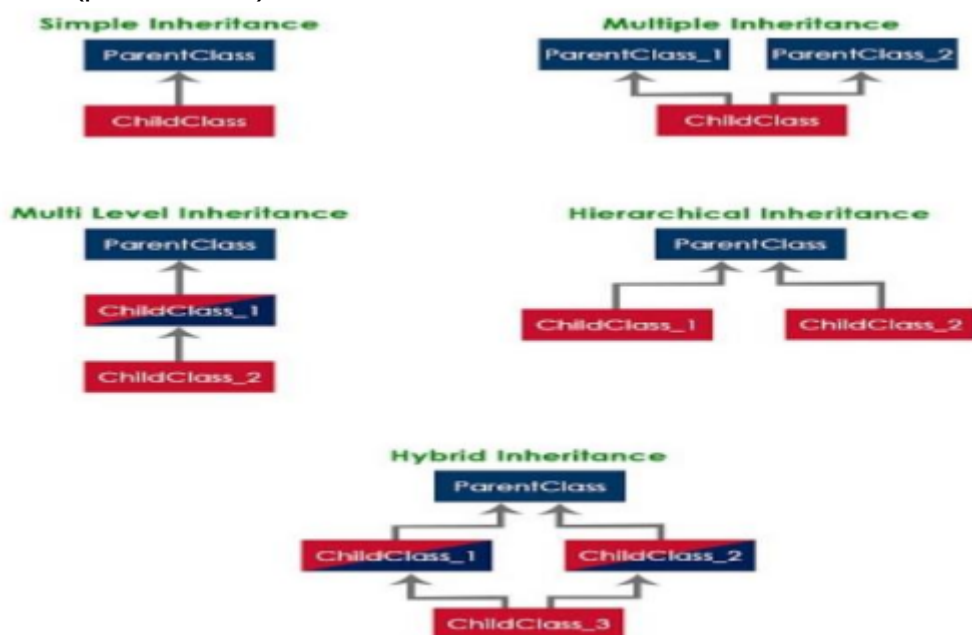 Simple Inheritance
ParentClass
ChildClass
Multiple Inheritance
ParentClass_1 ParentClass_2
ChildClass
Multi Level Inheritance
ParentClass
ChildClass_1
ChildClass_2
Hierarchical Inheritance
ParentClass
ChildClass_1 ChildClass_2
Hybrid Inheritance
ParentClass
ChildClass_1 ChildClass_2
ChildClass_3